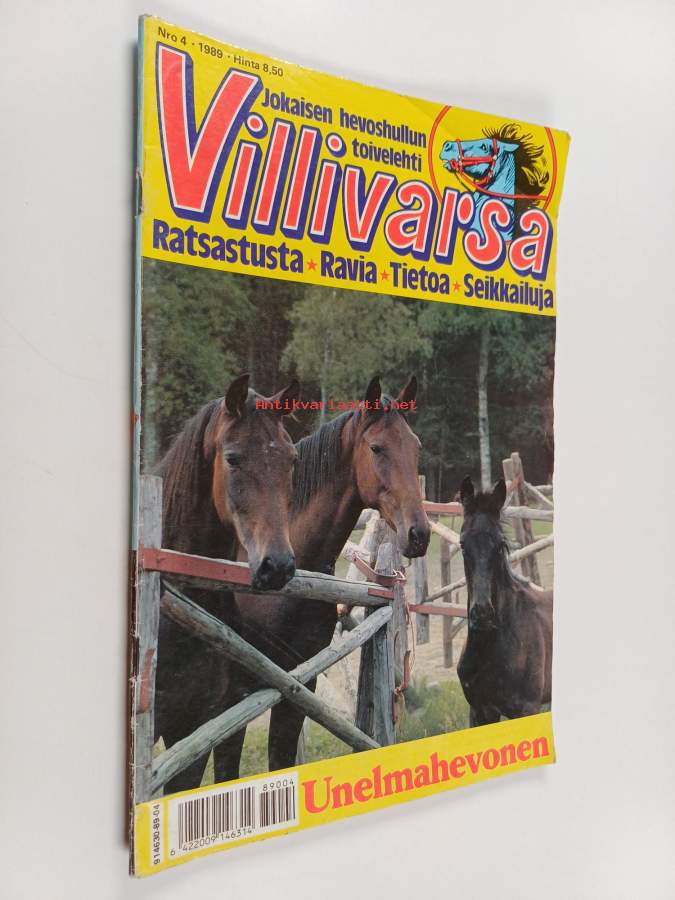 Nro 4 · 1989 · Hinta 8,50
Jokaisen hevoshullun
toivelehti
Villivarsa
Ratsastusta ★ Ravia ★ Tietoa ★ Seikkailuja
Antikvariaatti.net
Unelmahevonen
89004
6 422009 146314
914630-89-04